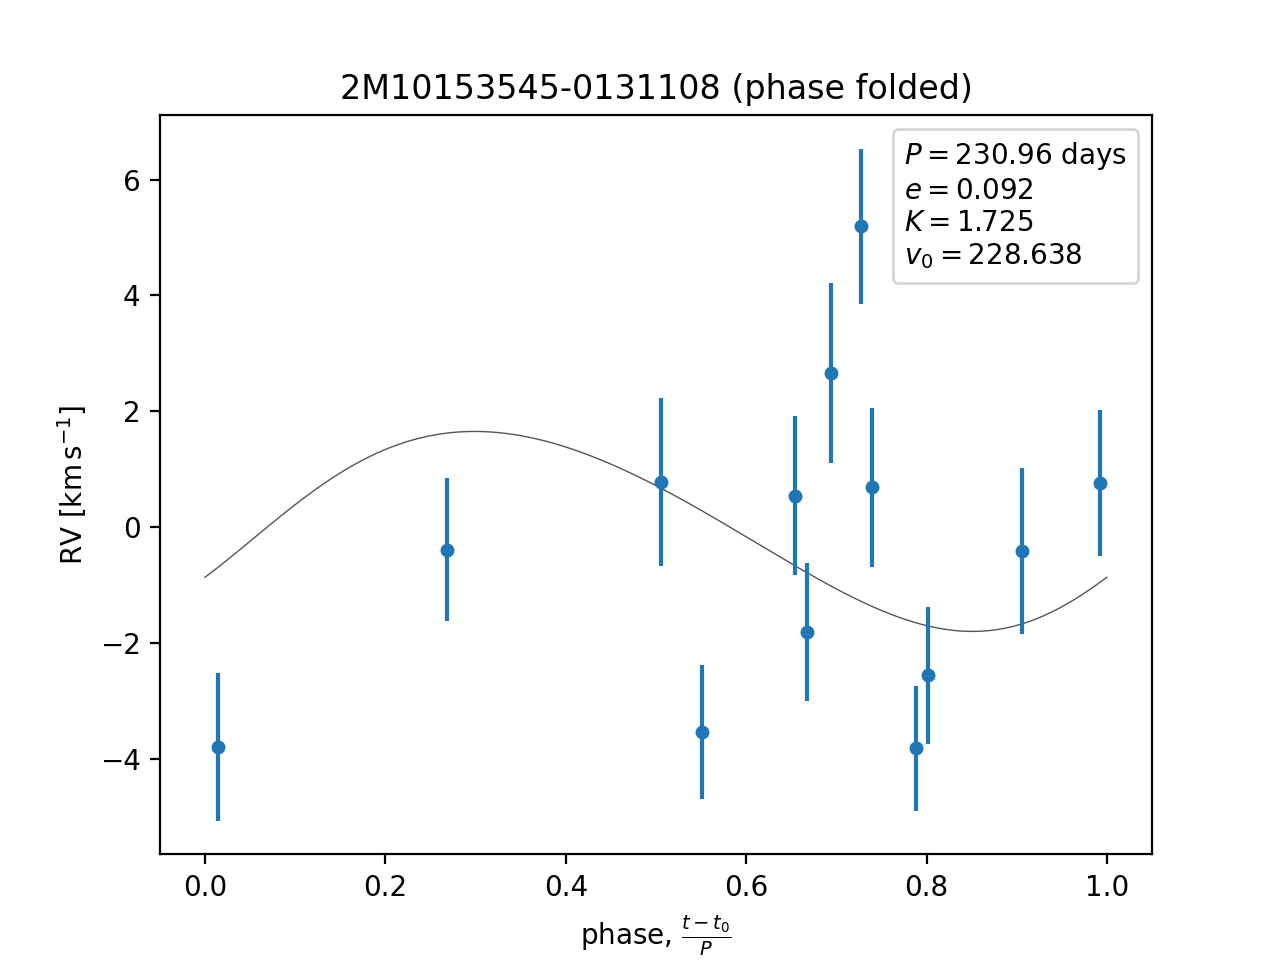 2M10153545-0131108 (phase folded)
P = 230.96 days
e = 0.092
K = 1.725
v₀ = 228.638
RV [km s⁻¹]
6
4
2
0
−2
−4
0.0 0.2 0.4 0.6 0.8 1.0
phase, (t − t₀)/P